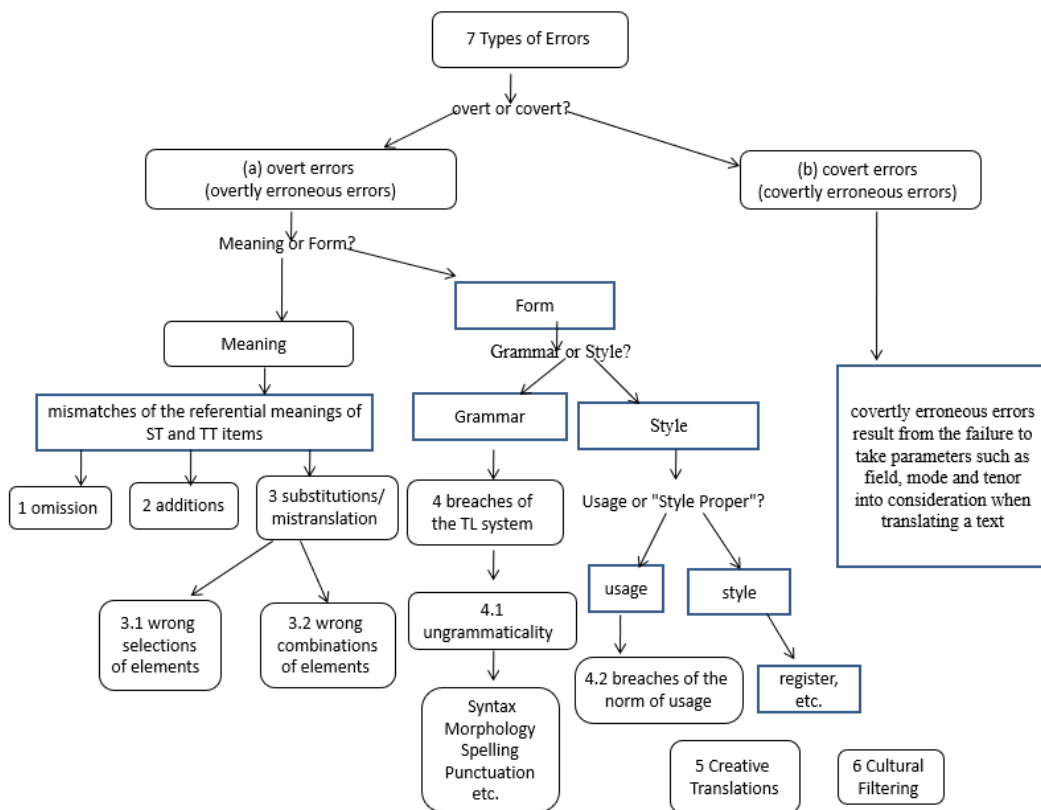 7 Types of Errors
overt or covert?
(a) overt errors
(overtly erroneous errors)
(b) covert errors
(covertly erroneous errors)
Meaning or Form?
Form
Meaning
Grammar or Style?
mismatches of the referential meanings of
ST and TT items
Grammar
Style
covertly erroneous errors
result from the failure to
take parameters such as
field, mode and tenor
into consideration when
translating a text
1 omission
2 additions
3 substitutions/
mistranslation
4 breaches
of the TL
system
Usage or "Style Proper"?
usage
style
3.1 wrong
selections
of elements
3.2 wrong
combinations
of elements
4.1
ungrammaticality
4.2 breaches of the
norm of usage
register,
etc.
Syntax
Morphology
Spelling
Punctuation
etc.
5 Creative
Translations
6 Cultural
Filtering